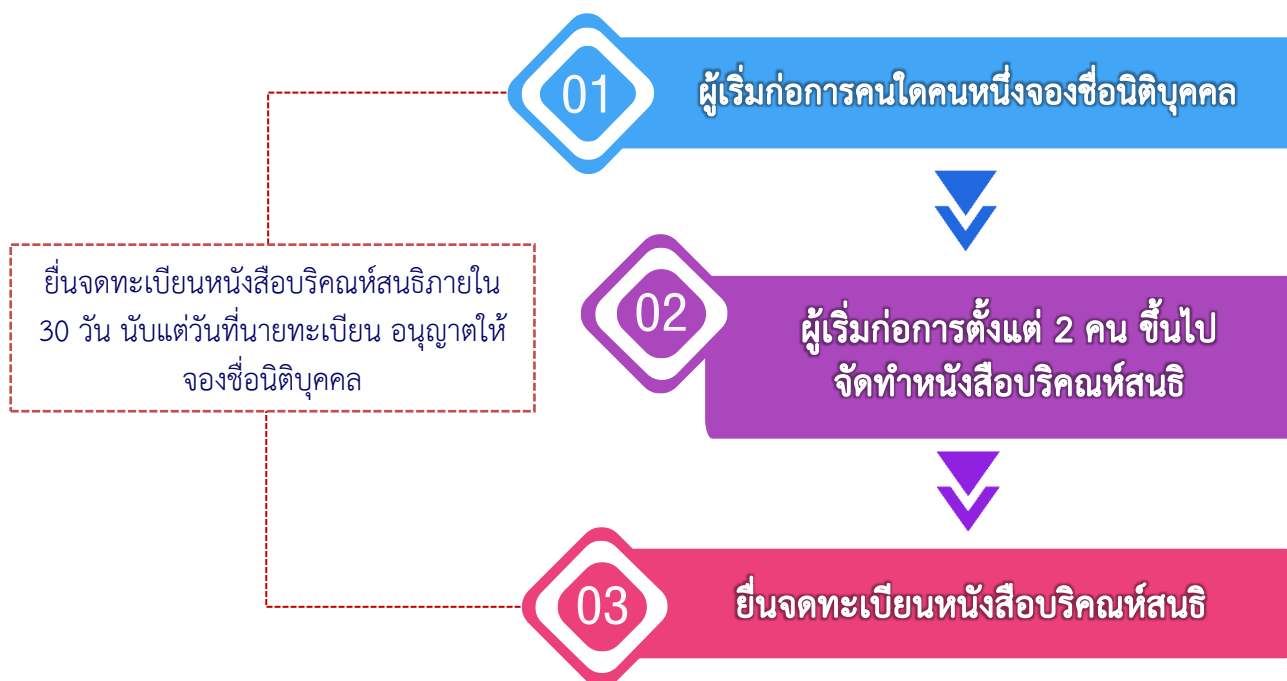 01
ผู้เริ่มก่อการคนใดคนหนึ่งจองชื่อนิติบุคคล
ยื่นจดทะเบียนหนังสือบริคณห์สนธิภายใน
30 วัน นับแต่วันที่นายทะเบียน อนุญาตให้
จองชื่อนิติบุคคล
02
ผู้เริ่มก่อการตั้งแต่ 2 คน ขึ้นไป
จัดทำหนังสือบริคณห์สนธิ
03
ยื่นจดทะเบียนหนังสือบริคณห์สนธิ